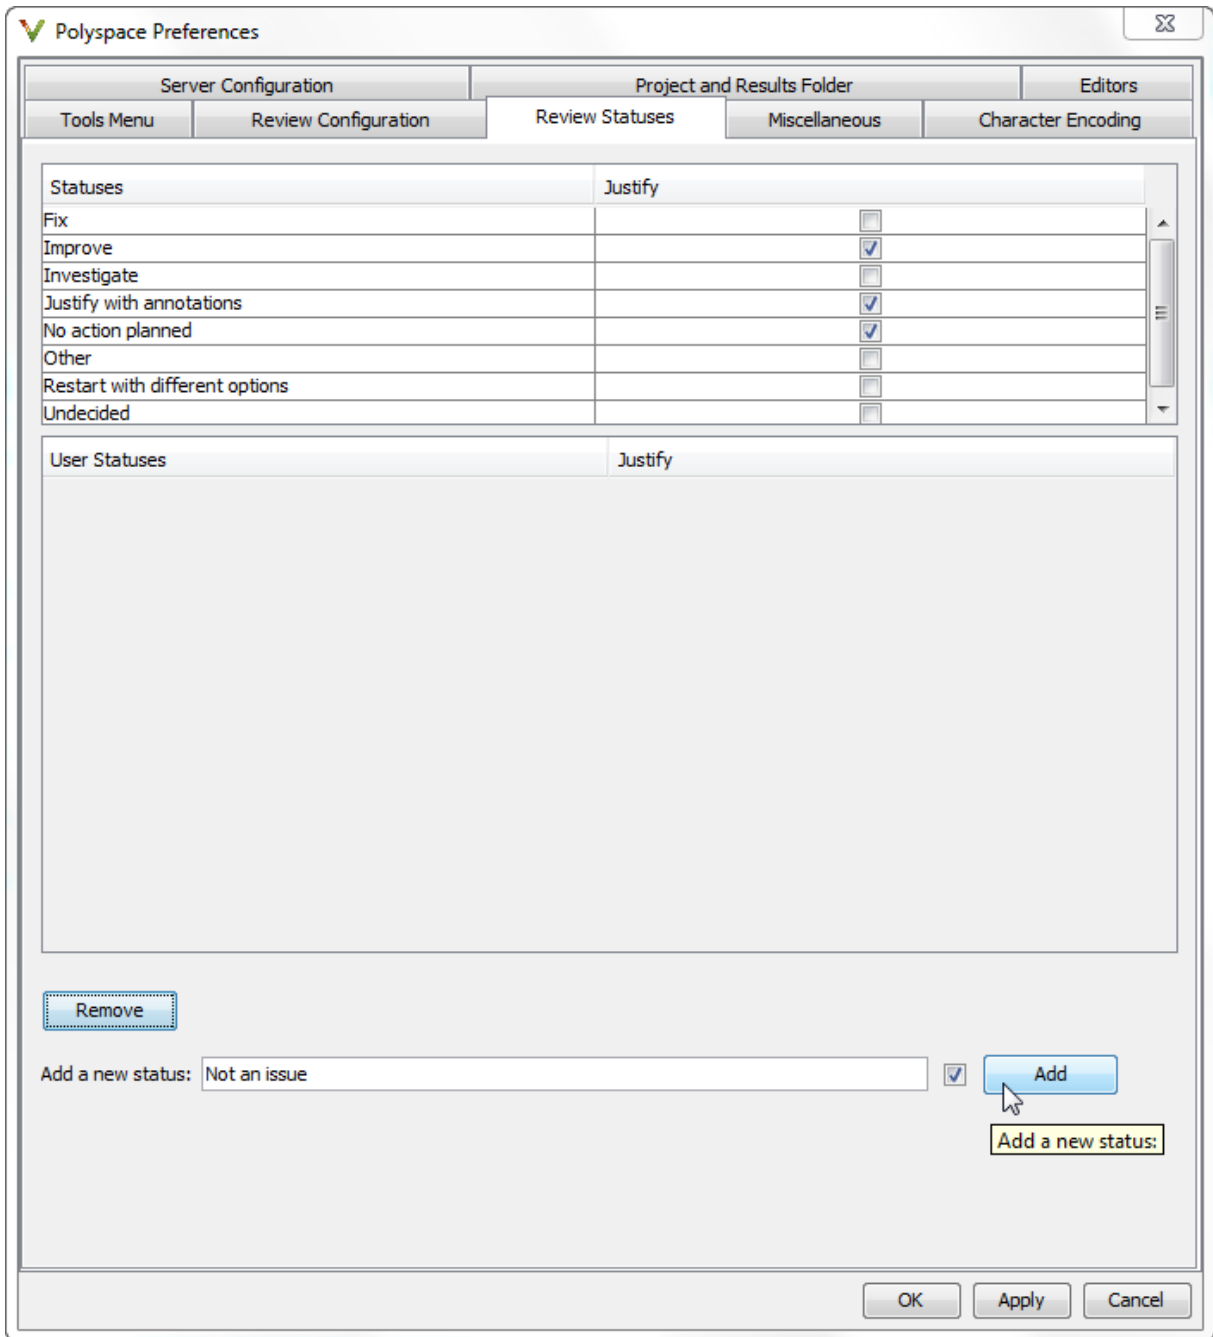 Polyspace Preferences
Server Configuration Project and Results Folder Editors
Tools Menu Review Configuration Review Statuses Miscellaneous Character Encoding
Statuses Justify
Fix
Improve
Investigate
Justify with annotations
No action planned
Other
Restart with different options
Undecided
User Statuses Justify
Remove
Add a new status: Not an issue Add
Add a new status:
OK Apply Cancel